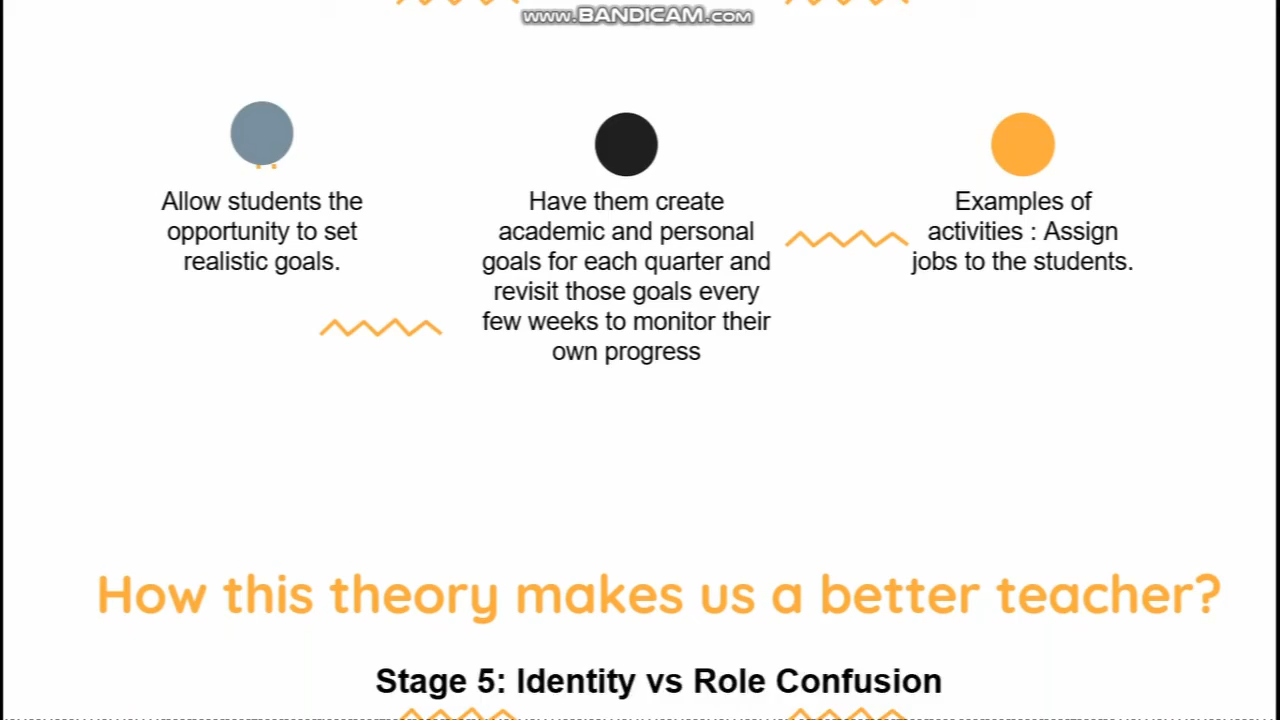 www.BANDICAM.com
Allow students the
opportunity to set
realistic goals.
Have them create
academic and personal
goals for each quarter and
revisit those goals every
few weeks to monitor their
own progress
Examples of
activities : Assign
jobs to the students.
How this theory makes us a better teacher?
Stage 5: Identity vs Role Confusion